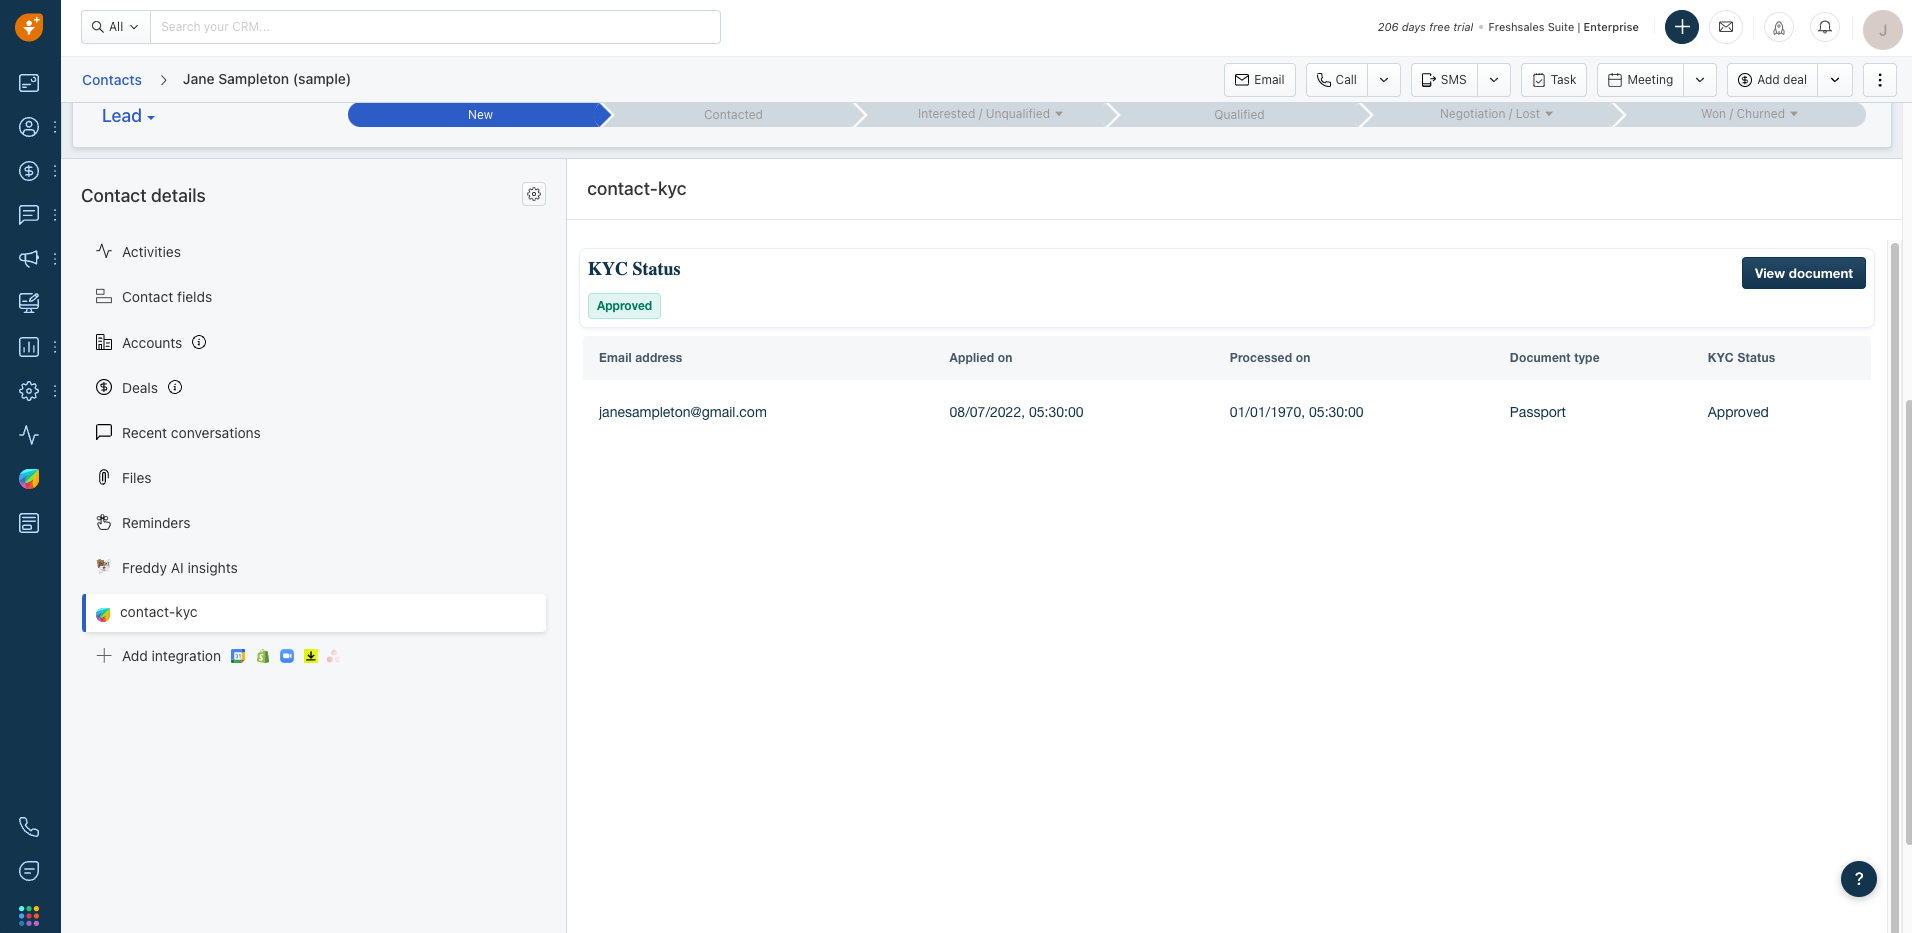 All
Search your CRM...
206 days free trial • Freshsales Suite | Enterprise
J
Contacts > Jane Sampleton (sample)
Email
Call
SMS
Task
Meeting
Add deal
Lead
New
Contacted
Interested / Unqualified
Qualified
Negotiation / Lost
Won / Churned
Contact details
Activities
Contact fields
Accounts
Deals
Recent conversations
Files
Reminders
Freddy AI insights
contact-kyc
Add integration
contact-kyc
KYC Status
View document
Approved
Email address Applied on Processed on Document type KYC Status
janesampleton@gmail.com 08/07/2022, 05:30:00 01/01/1970, 05:30:00 Passport Approved
?